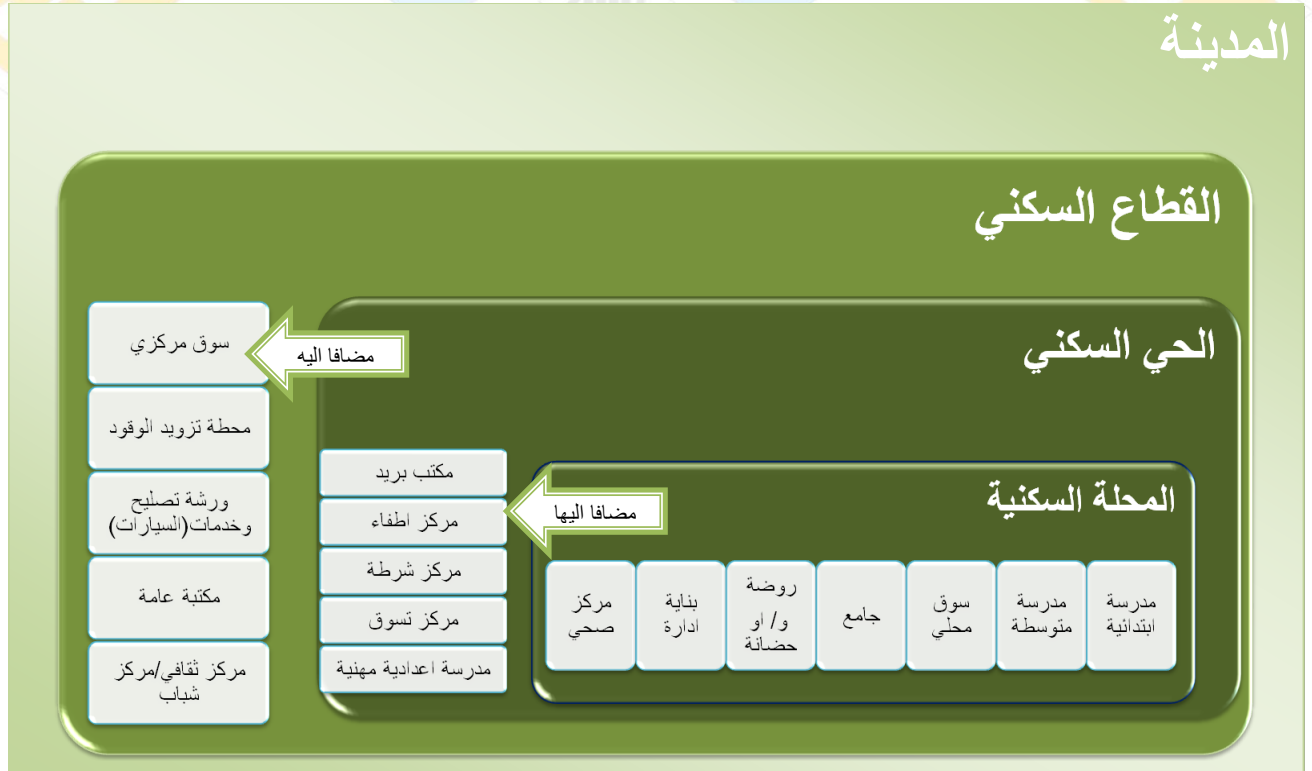 المدينة
القطاع السكني
الحي السكني
المحلة السكنية
مدرسة
ابتدائية
مدرسة
متوسطة
سوق
محلي
جامع
روضة
و/ او
حضانة
بناية
ادارة
مركز
صحي
مضافا اليها
مكتب بريد
مركز اطفاء
مركز شرطة
مركز تسوق
مدرسة اعدادية مهنية
مضافا اليه
سوق مركزي
محطة تزويد الوقود
ورشة تصليح
وخدمات(السيارات)
مكتبة عامة
مركز ثقافي/مركز
شباب